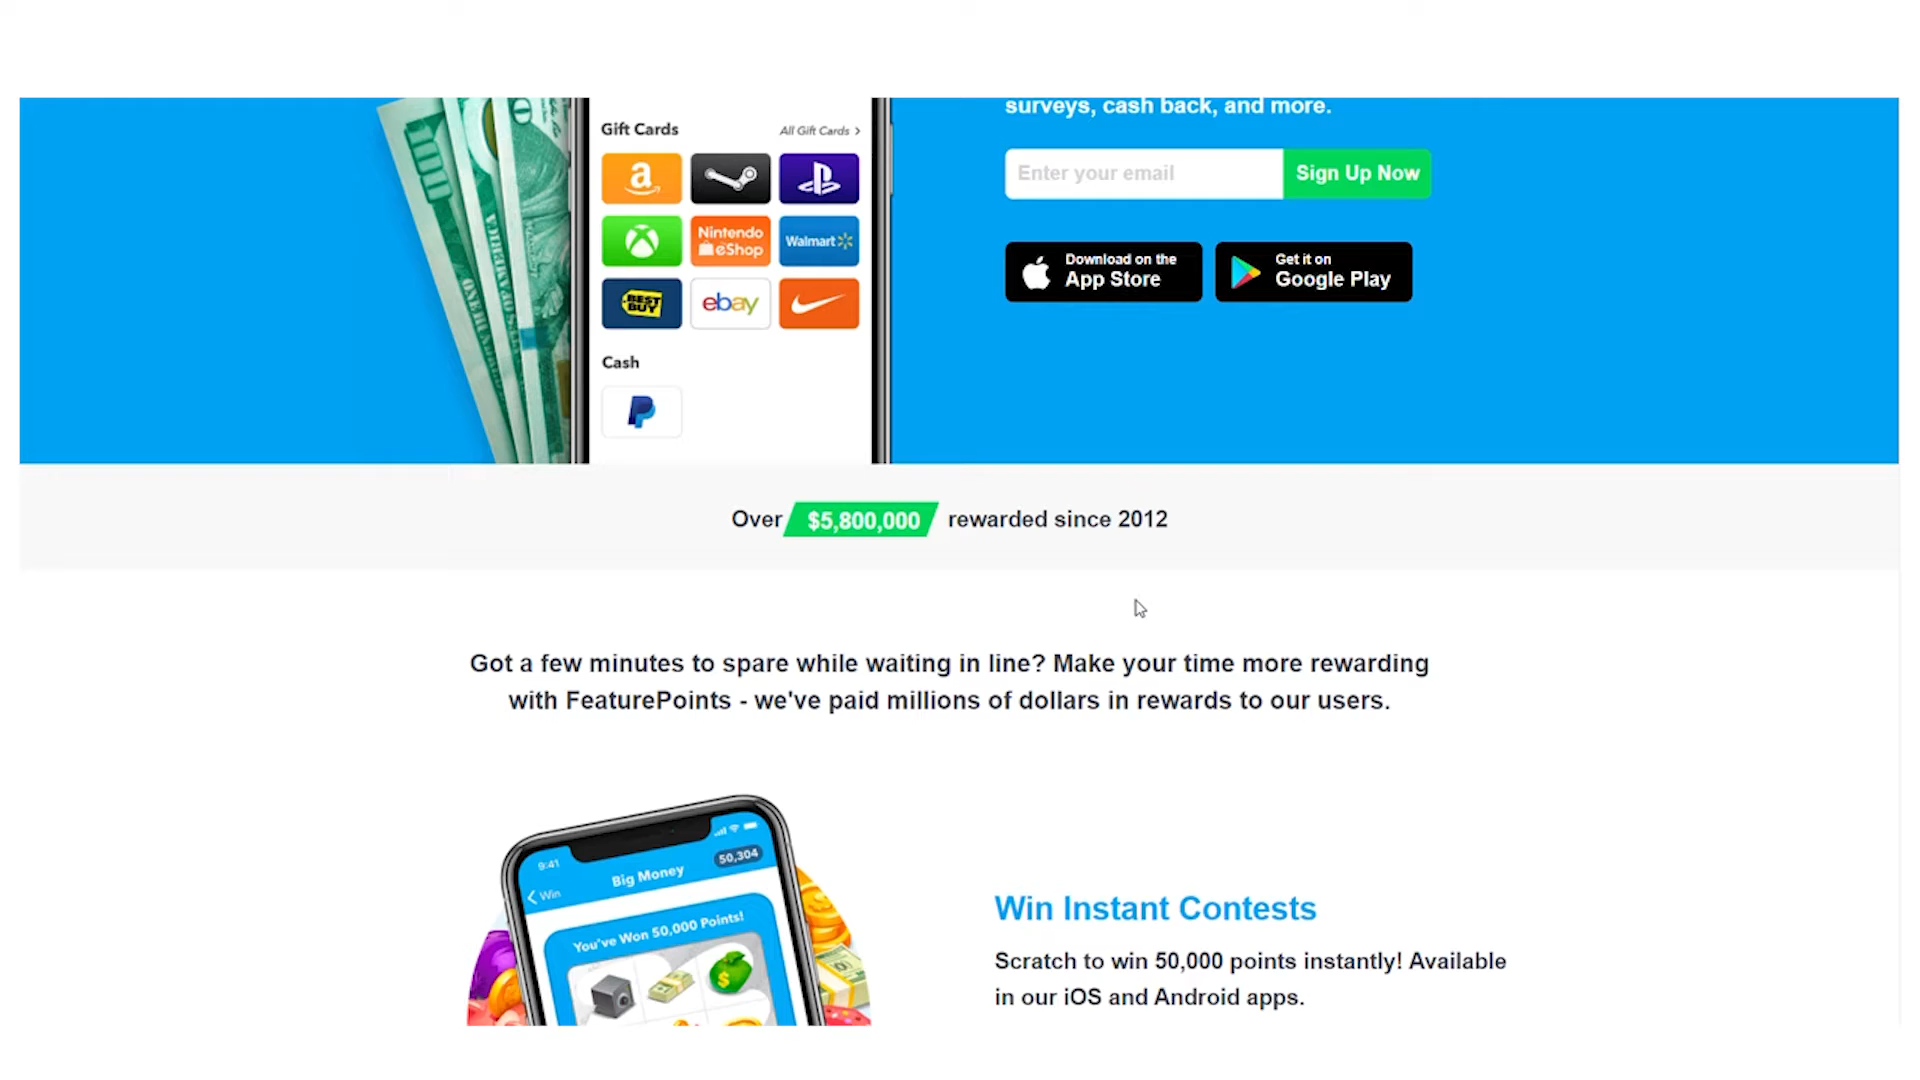 surveys, cash back, and more.
Gift Cards
All Gift Cards >
a
Nintendo
eShop
Walmart
BEST
BUY
ebay
Cash
Enter your email
Sign Up Now
Download on the
App Store
Get it on
Google Play
Over $5,800,000 rewarded since 2012
Got a few minutes to spare while waiting in line? Make your time more rewarding
with FeaturePoints - we've paid millions of dollars in rewards to our users.
9:41
Win
Big Money
50,304
You've Won 50,000 Points!
Win Instant Contests
Scratch to win 50,000 points instantly! Available
in our iOS and Android apps.